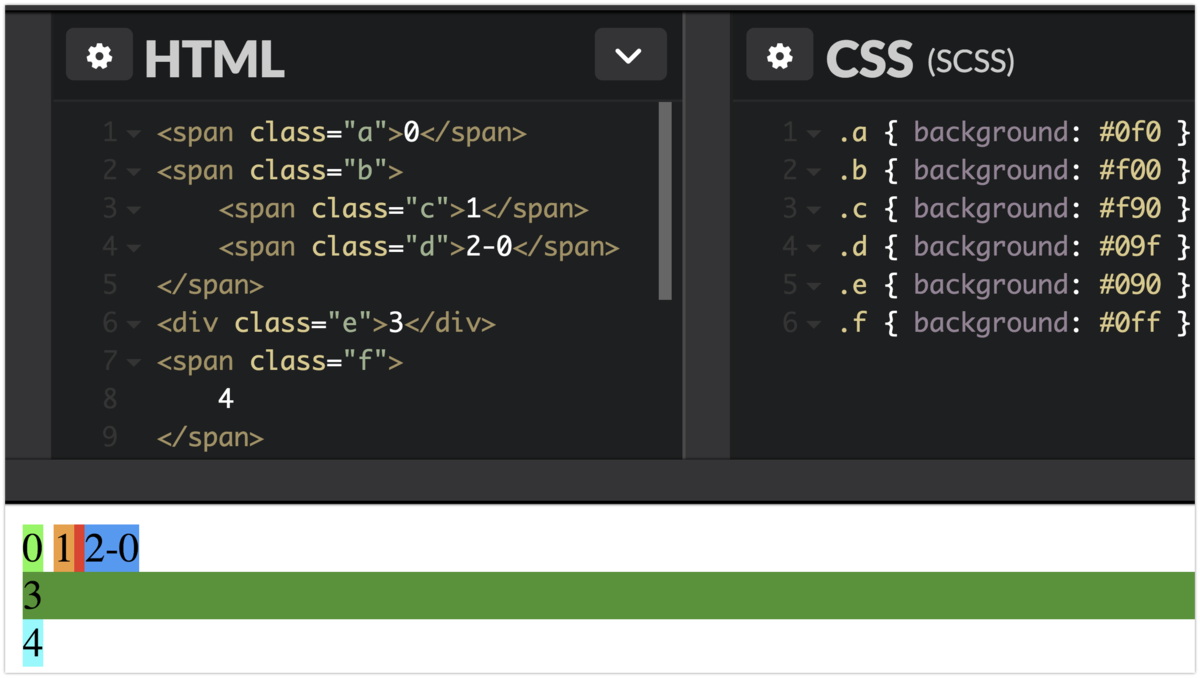 HTML
1 <span class="a">0</span>
2 <span class="b">
3 <span class="c">1</span>
4 <span class="d">2-0</span>
5 </span>
6 <div class="e">3</div>
7 <span class="f">
8 4
9 </span>
CSS (SCSS)
1 .a { background: #0f0 }
2 .b { background: #f00 }
3 .c { background: #f90 }
4 .d { background: #09f }
5 .e { background: #090 }
6 .f { background: #0ff }
0 1 2-0
3
4